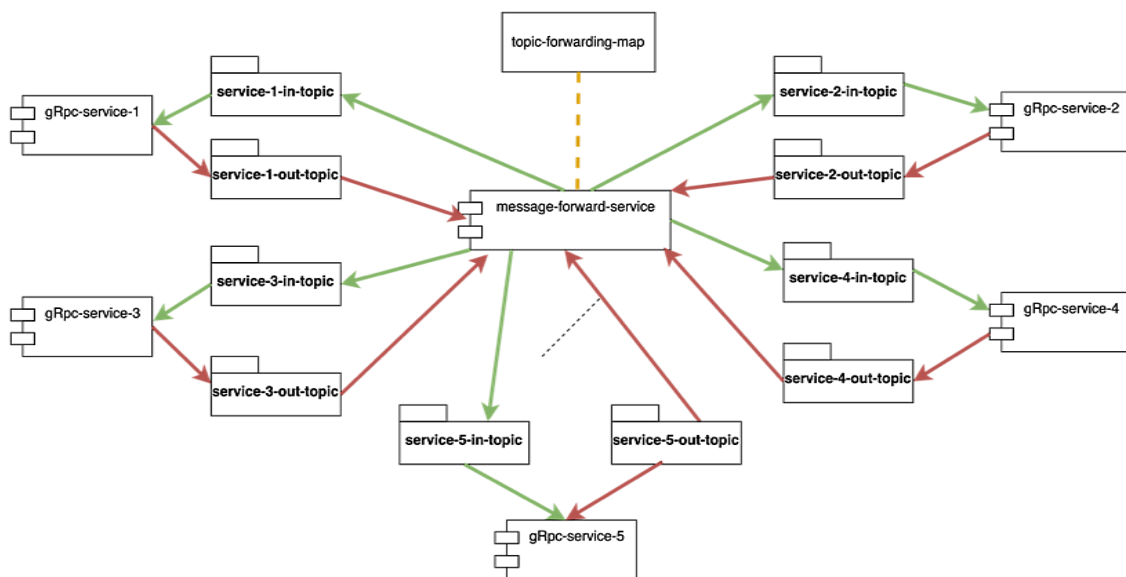 topic-forwarding-map
service-1-in-topic
service-2-in-topic
gRpc-service-1
gRpc-service-2
service-1-out-topic
service-2-out-topic
message-forward-service
service-3-in-topic
service-4-in-topic
gRpc-service-3
gRpc-service-4
service-3-out-topic
service-4-out-topic
service-5-in-topic
service-5-out-topic
gRpc-service-5